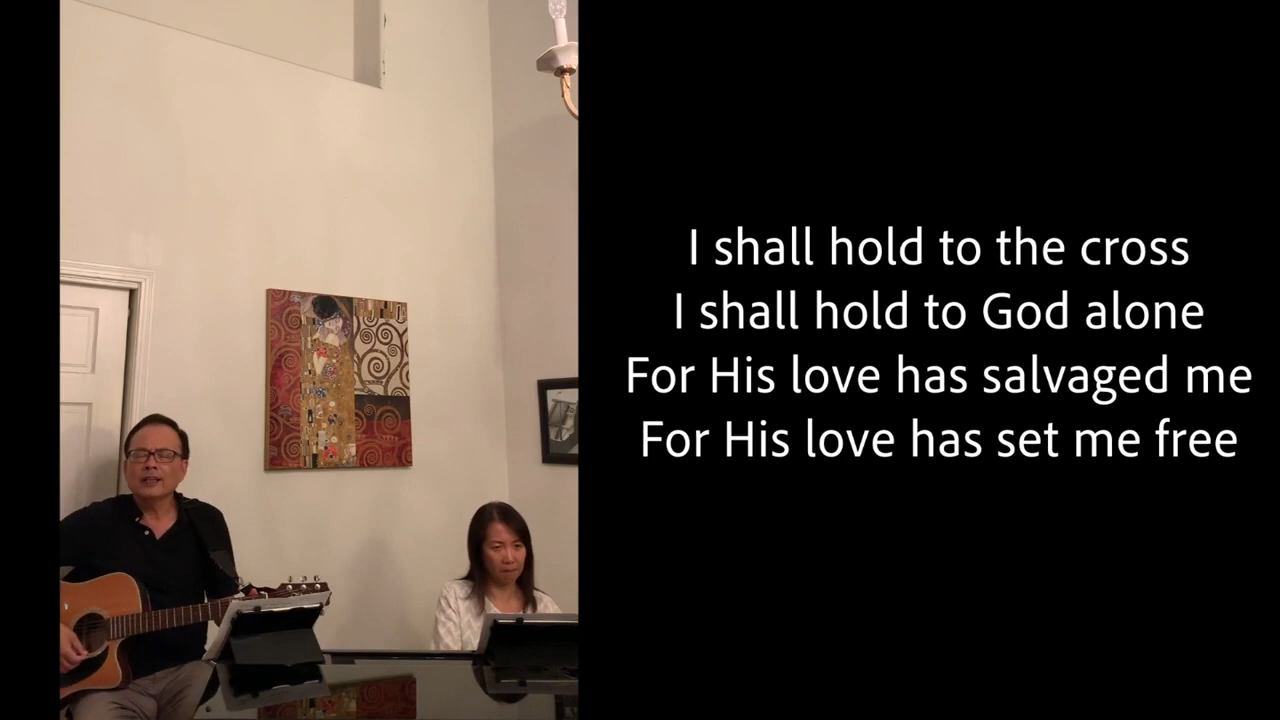 I shall hold to the cross
I shall hold to God alone
For His love has salvaged me
For His love has set me free